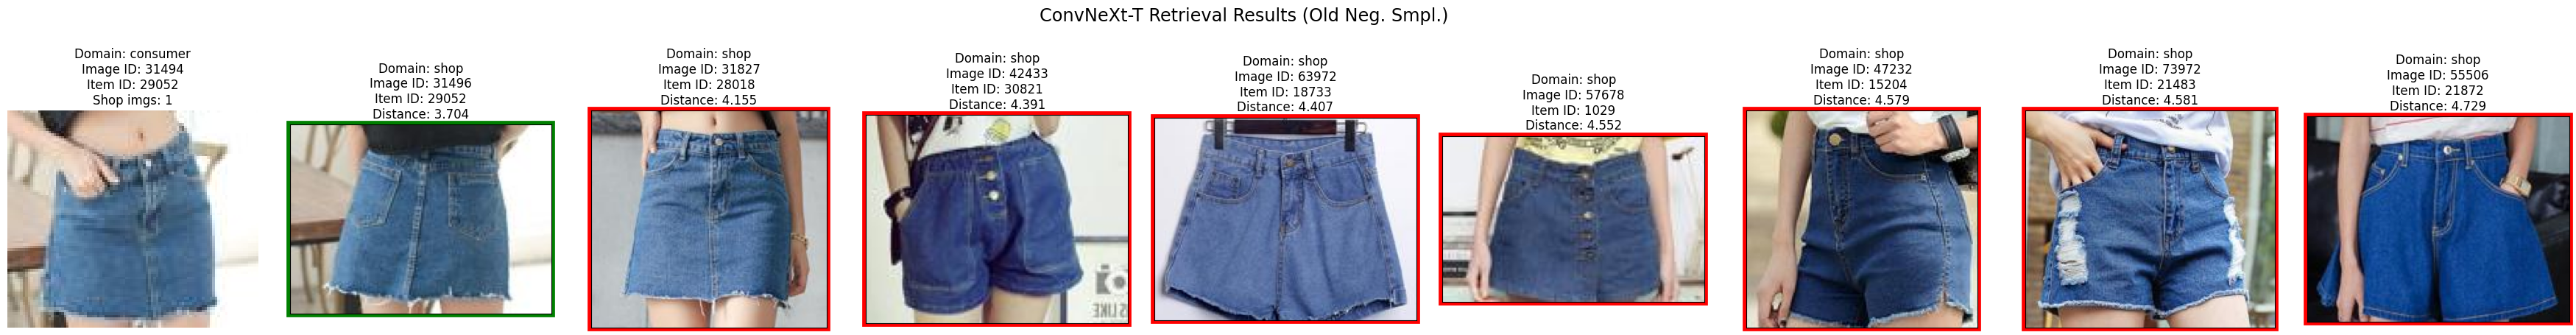 ConvNeXt-T Retrieval Results (Old Neg. Smpl.)
Domain: consumer
Image ID: 31494
Item ID: 29052
Shop imgs: 1
Domain: shop
Image ID: 31496
Item ID: 29052
Distance: 3.704
Domain: shop
Image ID: 31827
Item ID: 28018
Distance: 4.155
Domain: shop
Image ID: 42433
Item ID: 30821
Distance: 4.391
Domain: shop
Image ID: 63972
Item ID: 18733
Distance: 4.407
Domain: shop
Image ID: 57678
Item ID: 1029
Distance: 4.552
Domain: shop
Image ID: 47232
Item ID: 15204
Distance: 4.579
Domain: shop
Image ID: 73972
Item ID: 21483
Distance: 4.581
Domain: shop
Image ID: 55506
Item ID: 21872
Distance: 4.729